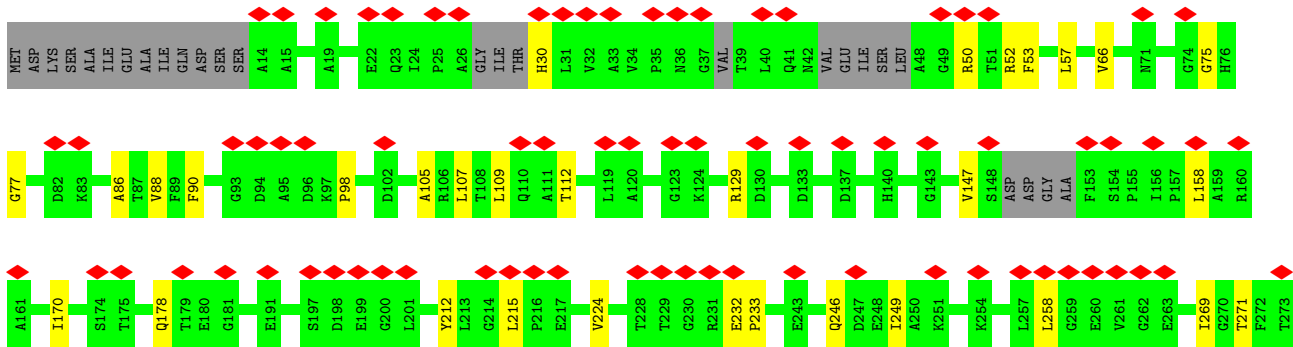 MET ASP LYS SER ALA ILE GLU ALA ILE GLN ASP SER SER A14 A15 A19 E22 Q23 I24 P25 A26 GLY ILE THR H30 L31 V32 A33 V34 P35 N36 G37 VAL T39 L40 Q41 N42 VAL GLU ILE SER LEU A48 G49 R50 T51 R52 F53 L57 V66 N71 G74 G75 H76
G77 D82 K83 A86 T87 V88 F89 F90 G93 D94 A95 D96 K97 P98 D102 A105 R106 L107 T108 L109 Q110 A111 T112 L119 A120 G123 K124 R129 D130 D133 D137 H140 G143 V147 S148 ASP ASP GLY ALA F153 S154 P155 I156 P157 L158 A159 R160
A161 I170 S174 T175 Q178 T179 E180 G181 E191 S197 D198 E199 G200 L201 Y212 L213 G214 L215 P216 E217 V224 T228 T229 G230 R231 E232 P233 E243 Q246 D247 E248 I249 A250 K251 K254 L257 L258 G259 E260 V261 G262 E263 I269 G270 T271 F272 T273